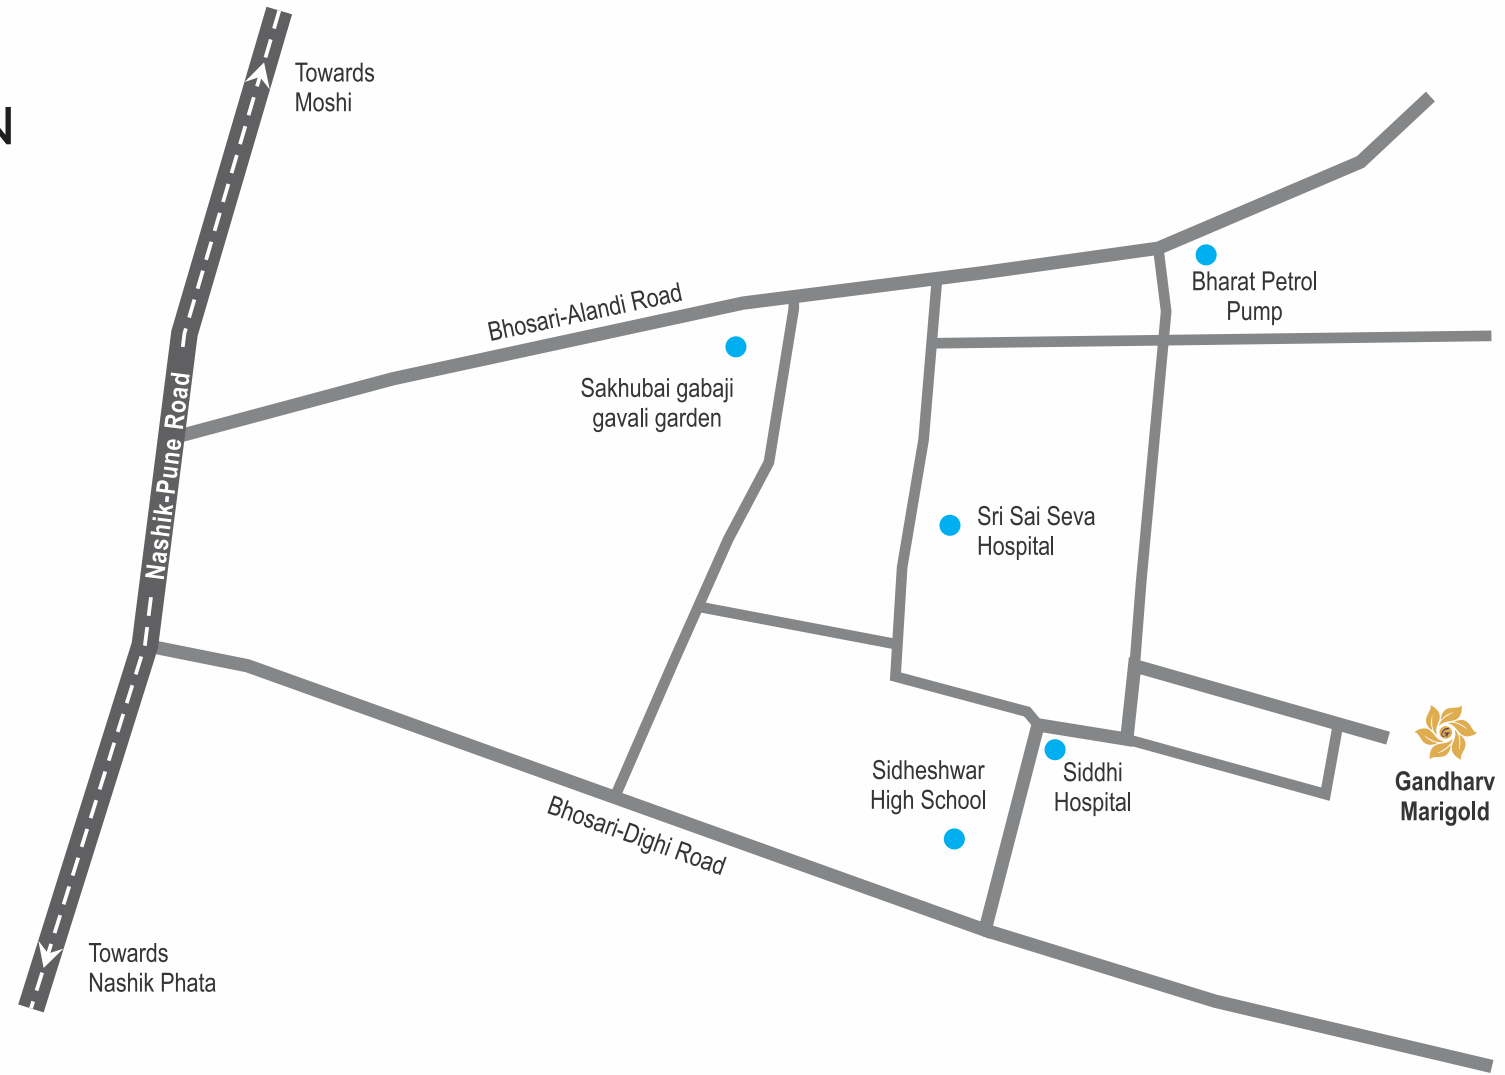 Towards
Moshi
N
Bhosari-Alandi Road
Bharat Petrol
Pump
Sakhubai gabaji
gavali garden
Nashik-Pune Road
Sri Sai Seva
Hospital
Sidheshwar
High School
Siddhi
Hospital
Gandharv
Marigold
Bhosari-Dighi Road
Towards
Nashik Phata